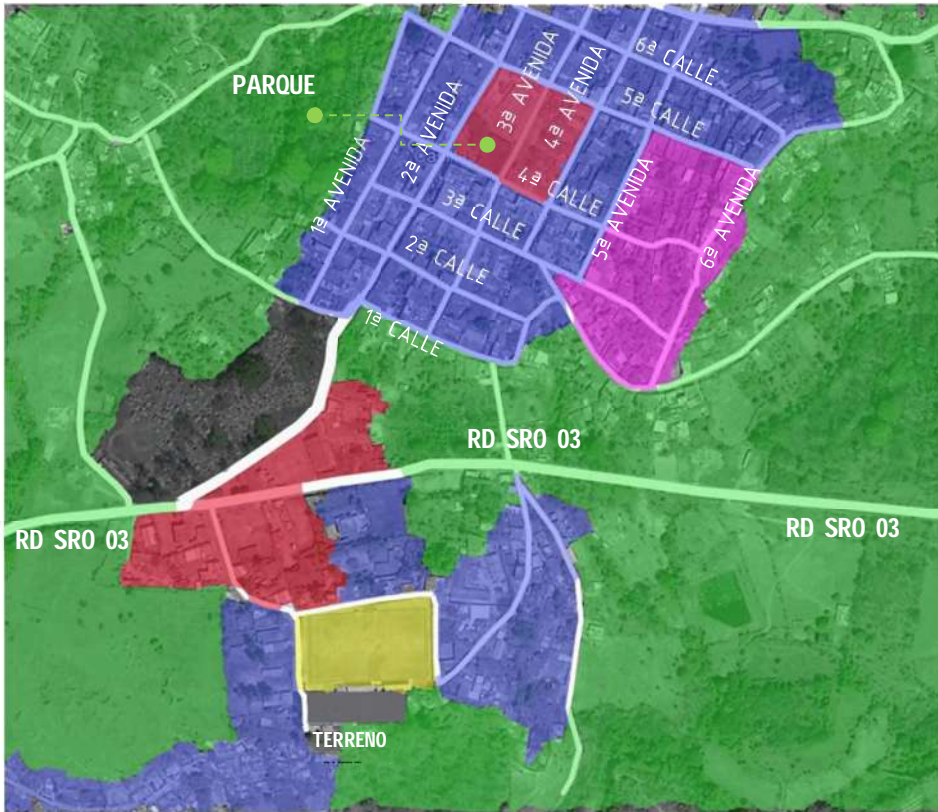 6ª CALLE
PARQUE
3ª AVENIDA
4ª AVENIDA
5ª CALLE
2ª AVENIDA
1ª AVENIDA
4ª CALLE
3ª CALLE
5ª AVENIDA
6ª AVENIDA
2ª CALLE
1ª CALLE
RD SRO 03
RD SRO 03
RD SRO 03
TERRENO